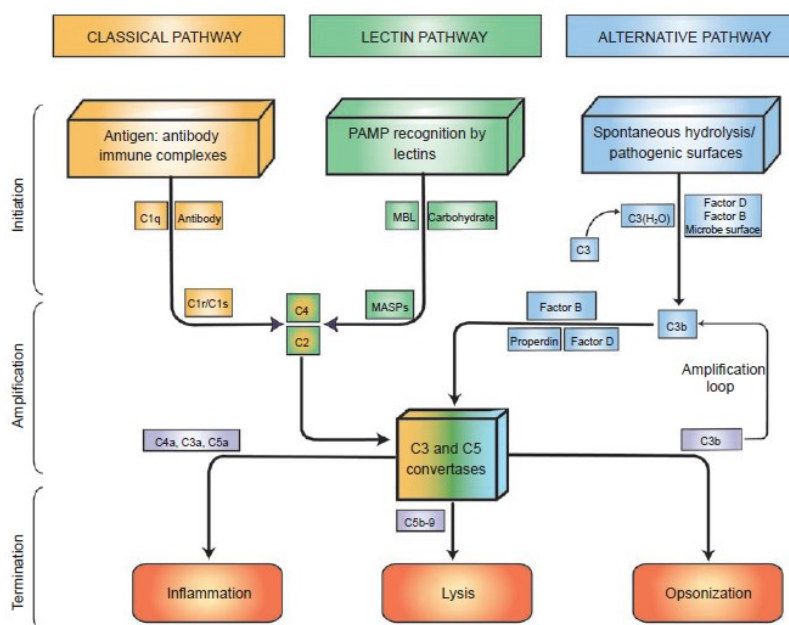 CLASSICAL PATHWAY
LECTIN PATHWAY
ALTERNATIVE PATHWAY
Initiation
Antigen: antibody
immune complexes
PAMP recognition by
lectins
Spontaneous hydrolysis/
pathogenic surfaces
C1q
Antibody
MBL
Carbohydrate
C3
C3(H₂O)
Factor D
Factor B
Microbe surface
Amplification
C1r/C1s
C4
C2
MASPs
Factor B
Properdin
Factor D
C3b
Amplification
loop
C4a, C3a, C5a
C3 and C5
convertases
C3b
Termination
C5b-9
Inflammation
Lysis
Opsonization